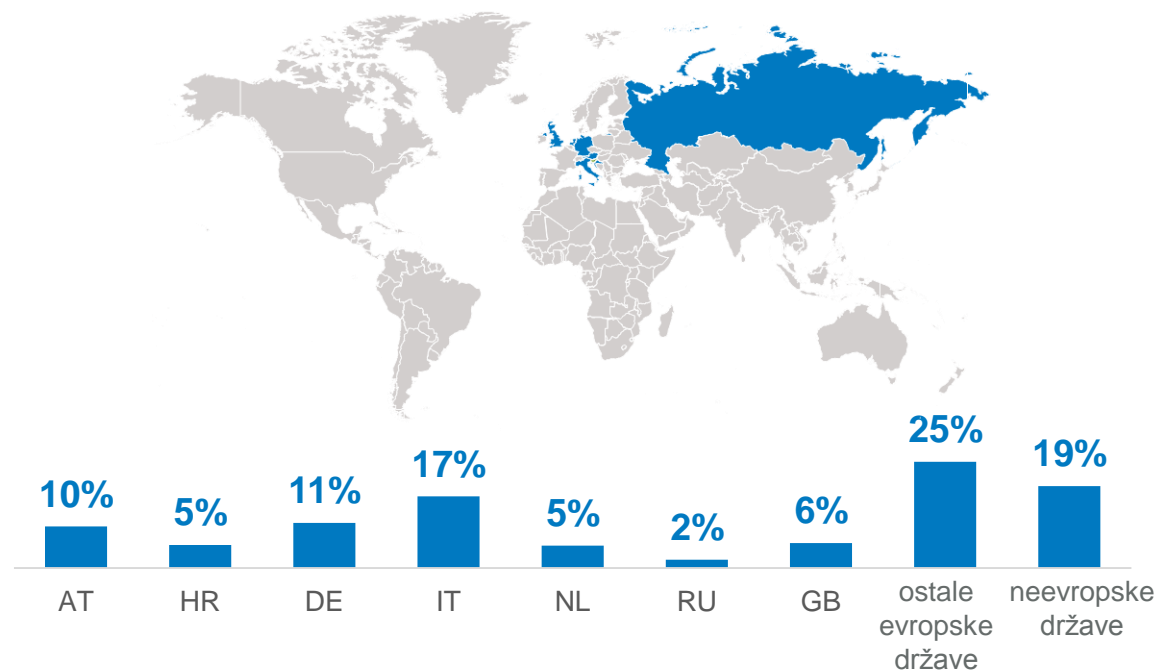 10%
5%
11%
17%
5%
2%
6%
25%
19%
AT
HR
DE
IT
NL
RU
GB
ostale
evropske
države
neevropske
države